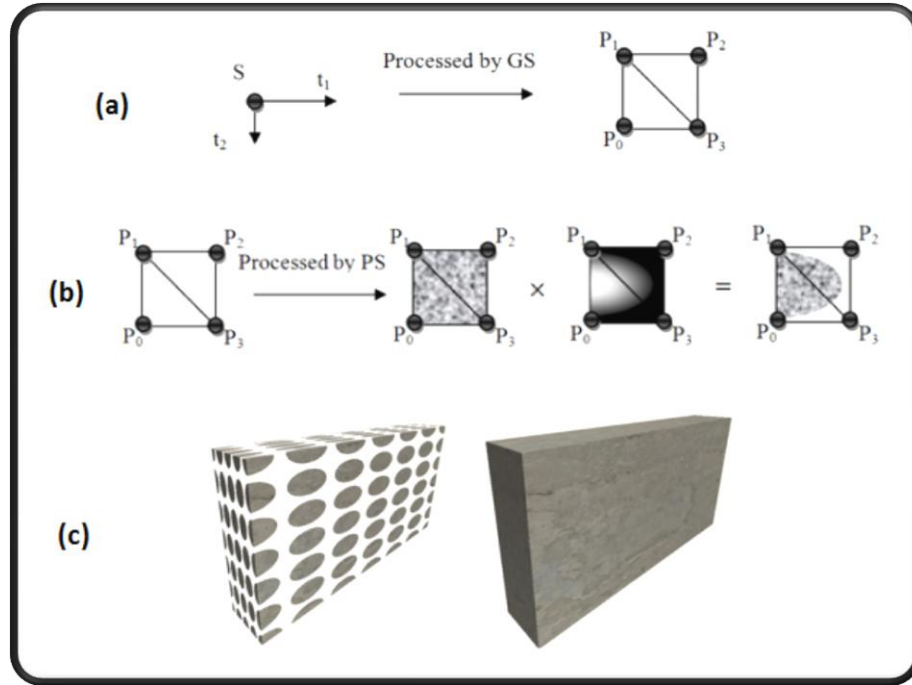 (a)
S
t1
t2
Processed by GS
P1
P2
P0
P3
(b)
P1
P2
P0
P3
Processed by PS
P1
P2
P0
P3
×
P1
P2
P0
P3
=
P1
P2
P0
P3
(c)